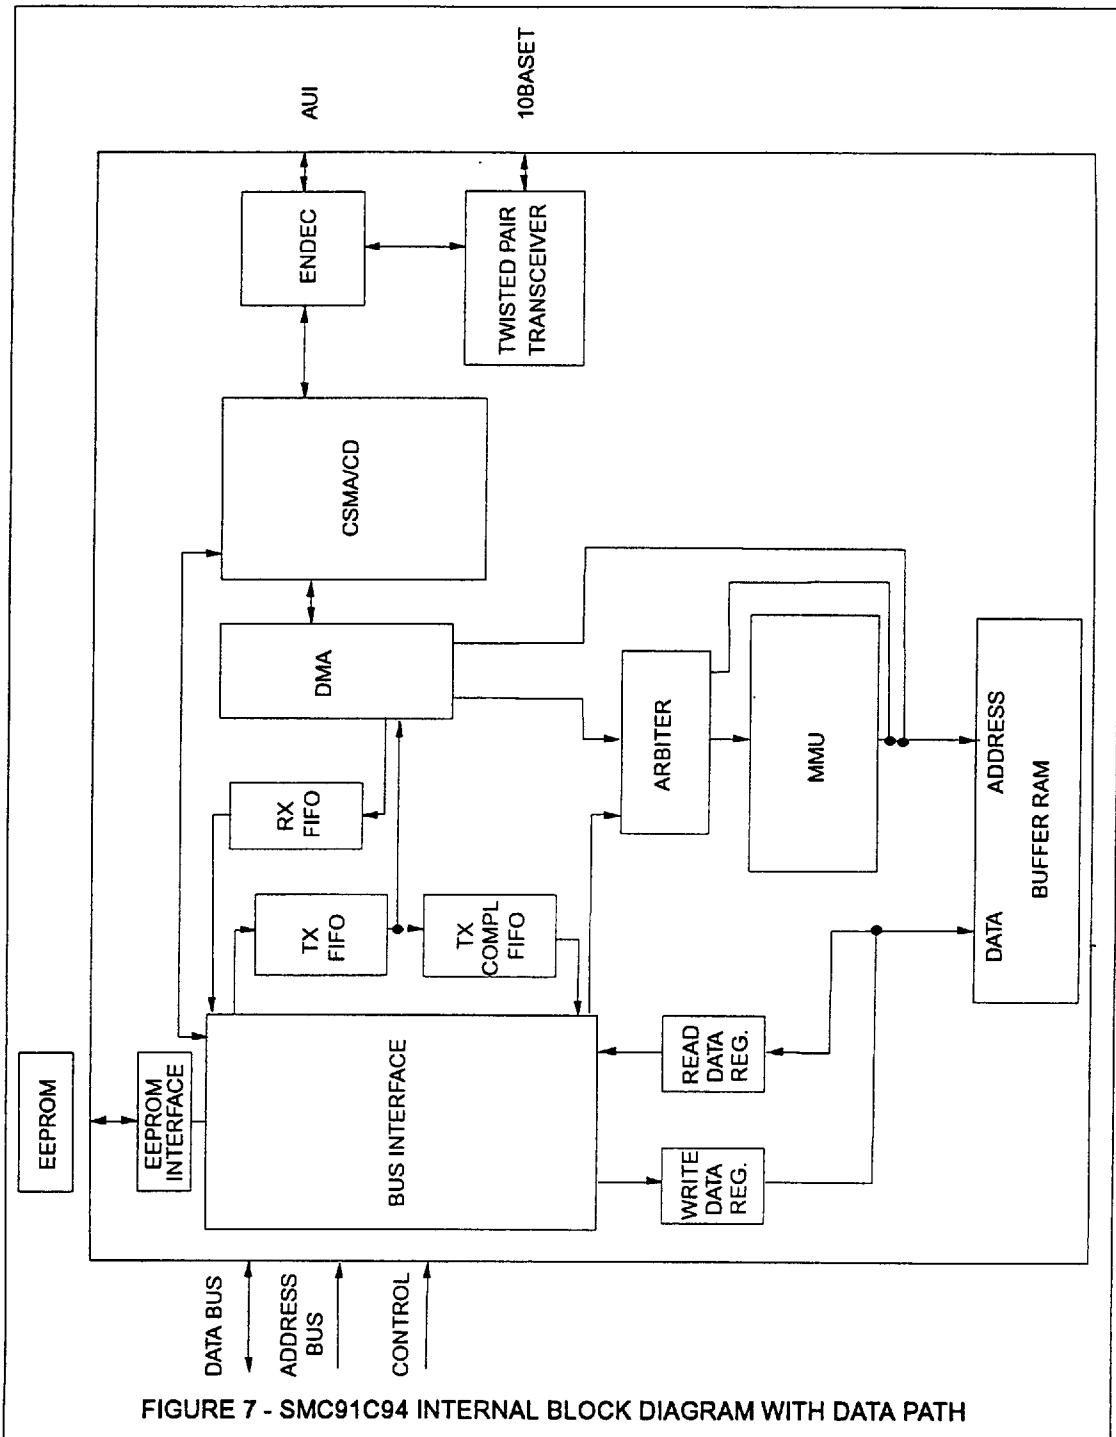 EEPROM
EEPROM
INTERFACE
DATA BUS
ADDRESS
BUS
CONTROL
BUS INTERFACE
TX
FIFO
RX
FIFO
TX
COMPL
FIFO
WRITE
DATA
REG.
READ
DATA
REG.
DMA
CSMA/CD
ENDEC
AUI
TWISTED PAIR
TRANSCEIVER
10BASET
ARBITER
MMU
DATA
ADDRESS
BUFFER RAM
FIGURE 7 - SMC91C94 INTERNAL BLOCK DIAGRAM WITH DATA PATH